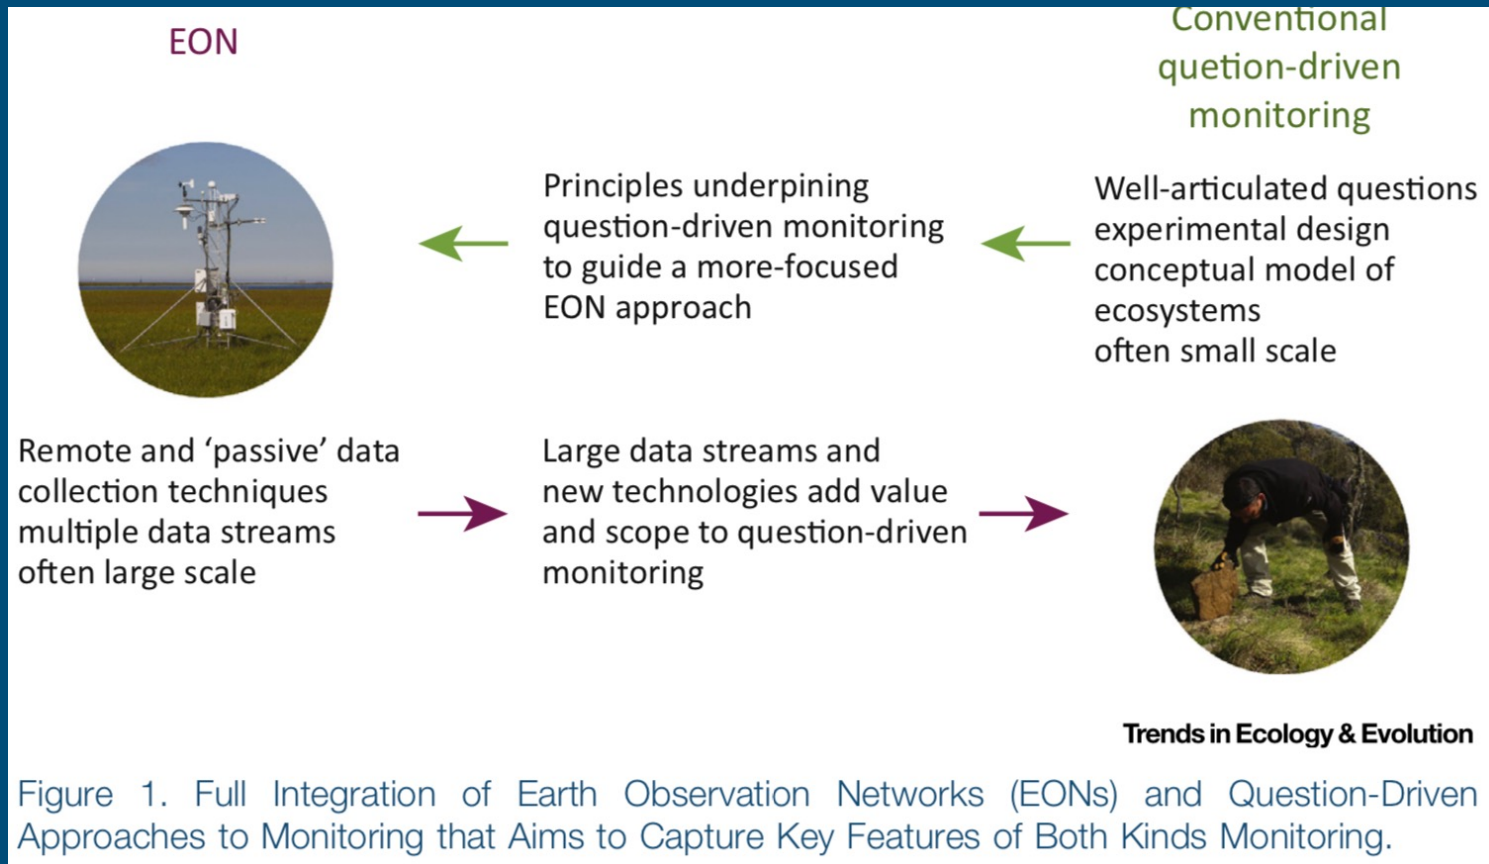 EON
Conventional
quetion-driven
monitoring
Principles underpining
question-driven monitoring
to guide a more-focused
EON approach
Well-articulated questions
experimental design
conceptual model of
ecosystems
often small scale
Remote and ‘passive’ data
collection techniques
multiple data streams
often large scale
Large data streams and
new technologies add value
and scope to question-driven
monitoring
Trends in Ecology & Evolution
Figure 1. Full Integration of Earth Observation Networks (EONs) and Question-Driven
Approaches to Monitoring that Aims to Capture Key Features of Both Kinds Monitoring.